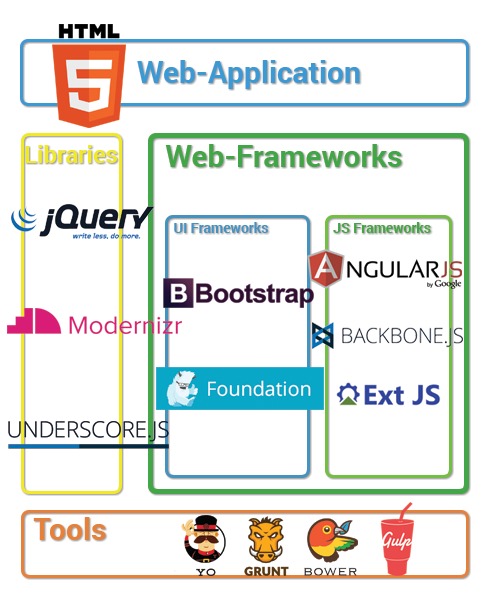 HTML
5
Web-Application
Libraries
jQuery
write less, do more.
Modernizr
UNDERSCORE.JS
Web-Frameworks
UI Frameworks
B Bootstrap
Foundation
JS Frameworks
ANGULARJS
by Google
BACKBONE.JS
Ext JS
Tools
YO
GRUNT
BOWER
Gulp